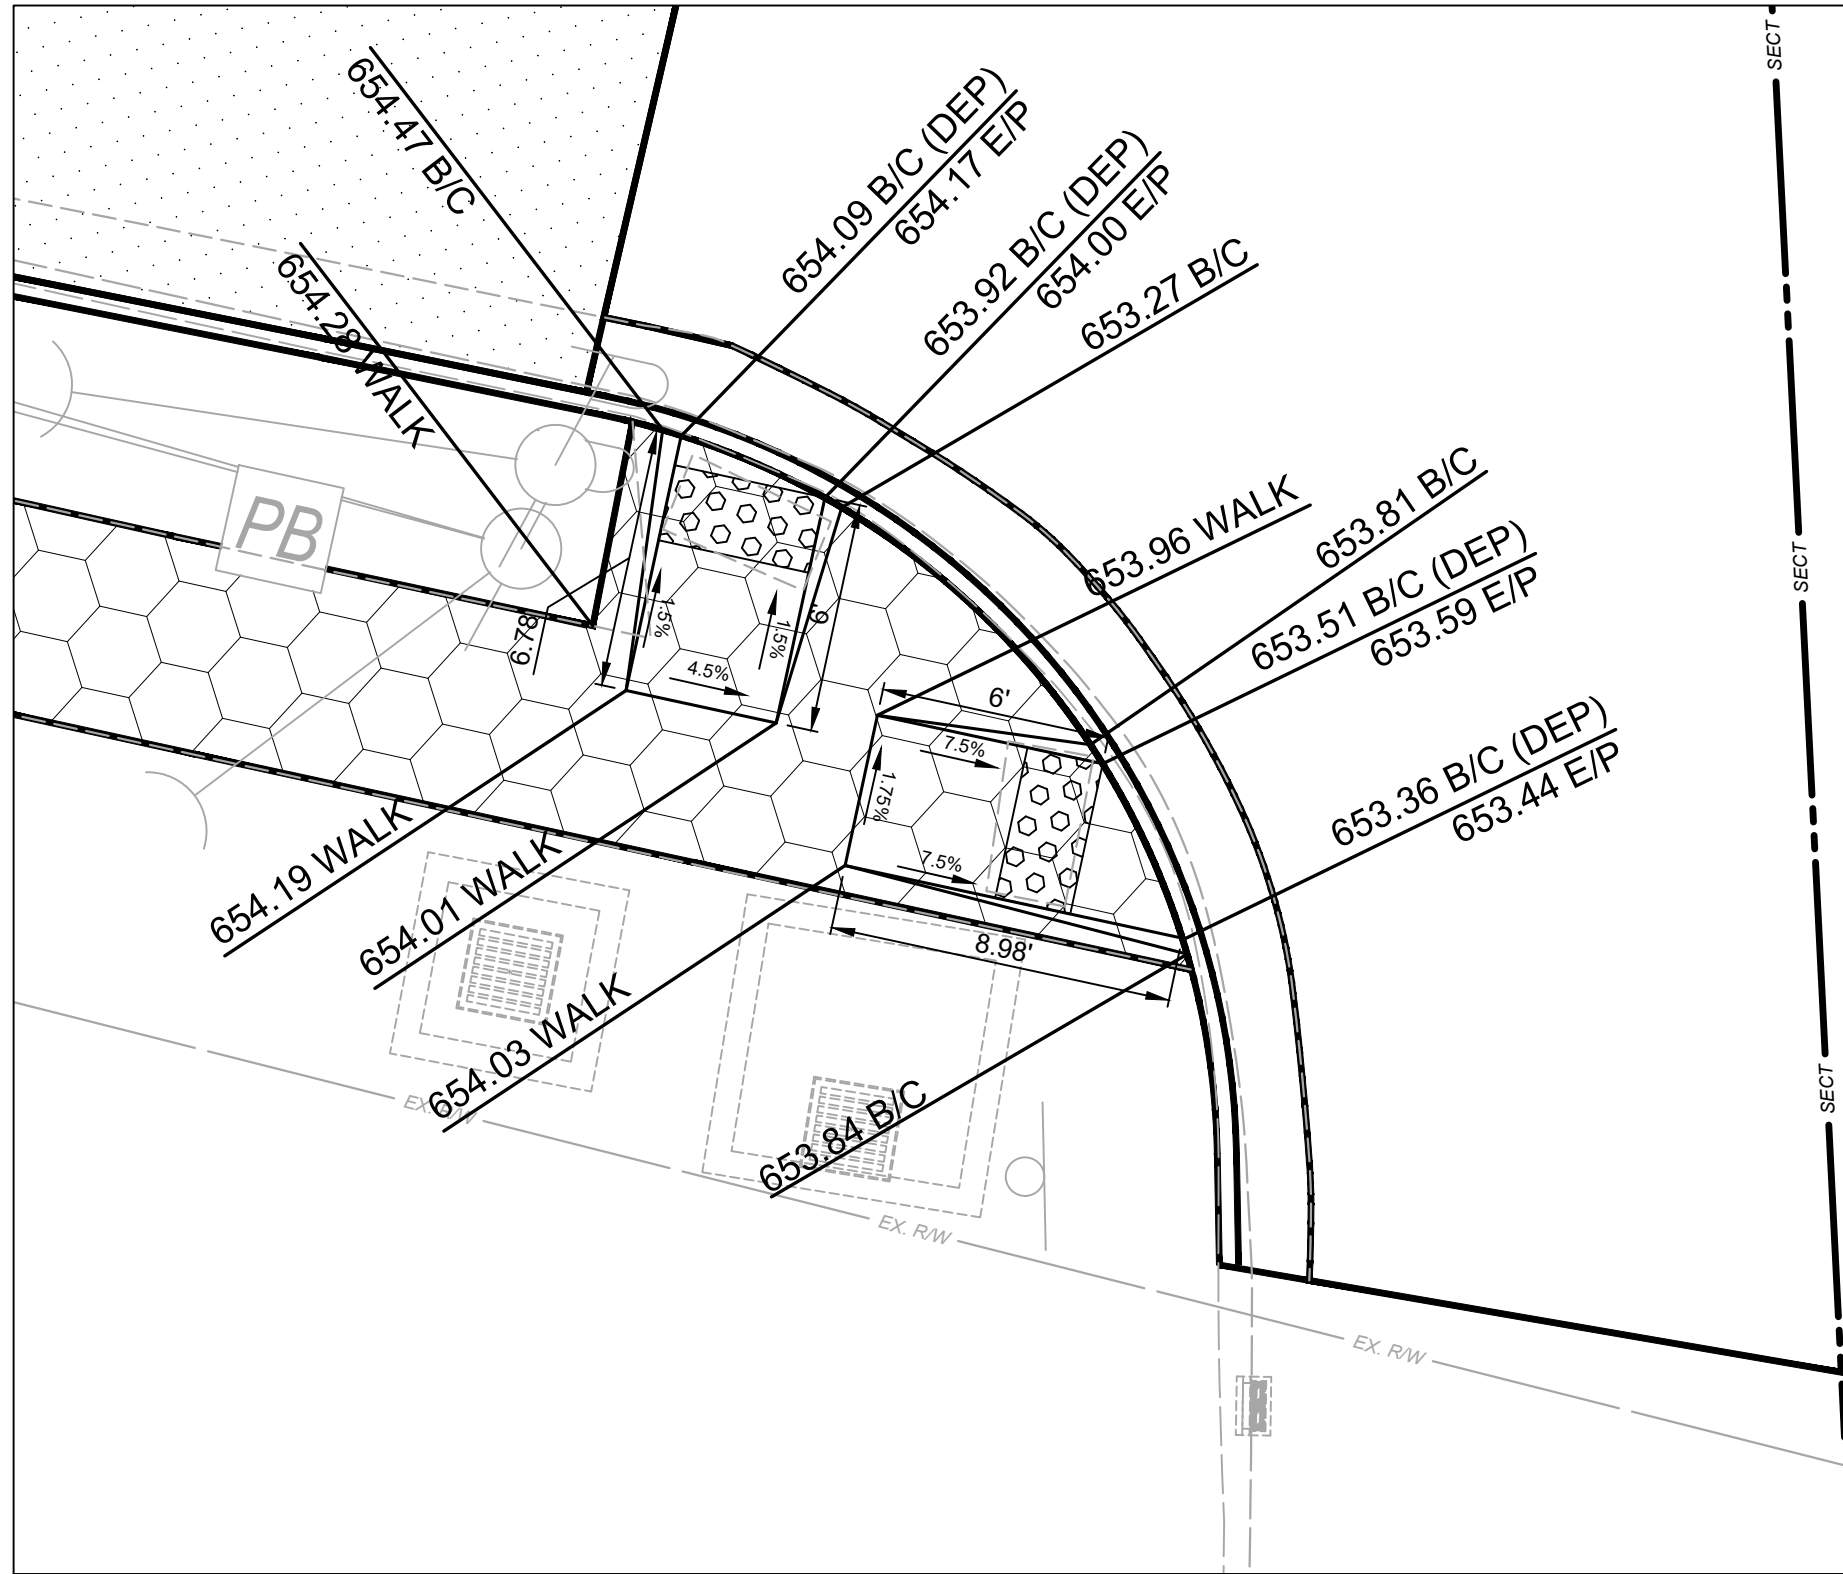 SECT
654.47 B/C
654.09 B/C (DEP)
654.17 E/P
653.92 B/C (DEP)
654.00 E/P
653.27 B/C
654.28 WALK
653.96 WALK
653.81 B/C
653.51 B/C (DEP)
653.59 E/P
PB
SECT
1.5%
1.5%
6'
6.78'
4.5%
6'
7.5%
1.75%
653.36 B/C (DEP)
653.44 E/P
7.5%
654.19 WALK
654.01 WALK
8.98'
654.03 WALK
653.84 B/C
SECT
EX. R/W
EX. R/W
EX. R/W